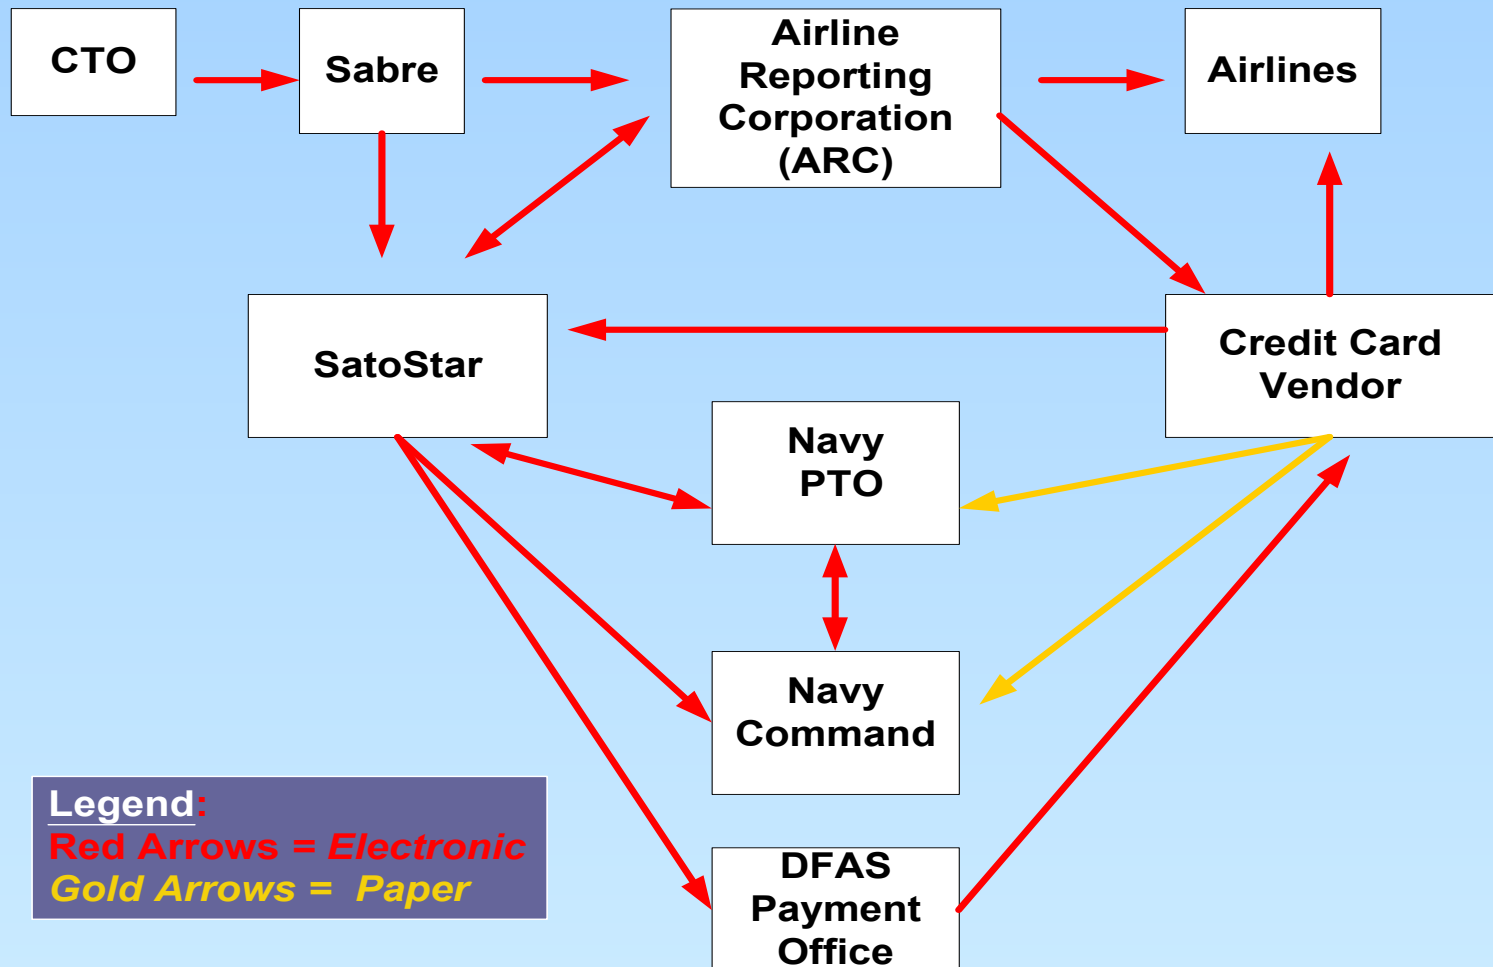 CTO
Sabre
Airline
Reporting
Corporation
(ARC)
Airlines
SatoStar
Credit Card
Vendor
Navy
PTO
Navy
Command
DFAS
Payment
Office
Legend:
Red Arrows = Electronic
Gold Arrows = Paper